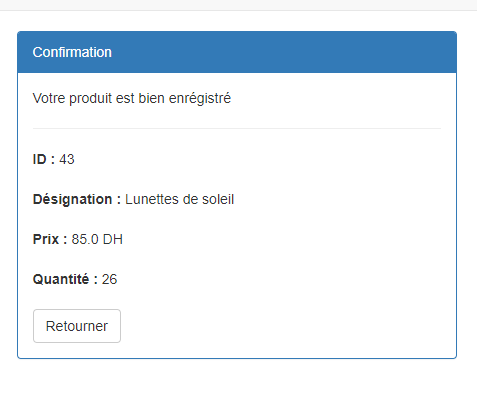 Confirmation
Votre produit est bien enrégistré
ID : 43
Désignation : Lunettes de soleil
Prix : 85.0 DH
Quantité : 26
Retourner